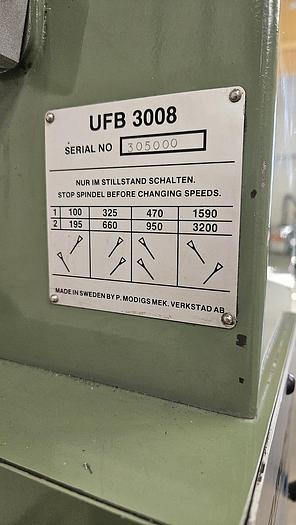 UFB 3008
SERIAL NO 305000
NUR IM STILLSTAND SCHALTEN.
STOP SPINDEL BEFORE CHANGING SPEEDS.
1 100 325 470 1590
2 195 660 950 3200
MADE IN SWEDEN BY P. MODIGS MEK. VERKSTAD AB